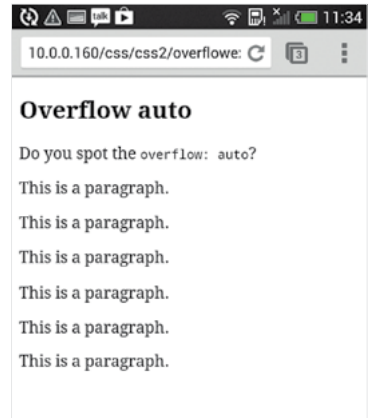 talk 11:34
10.0.0.160/css/css2/overflowe: 3
Overflow auto
Do you spot the overflow: auto?
This is a paragraph.
This is a paragraph.
This is a paragraph.
This is a paragraph.
This is a paragraph.
This is a paragraph.